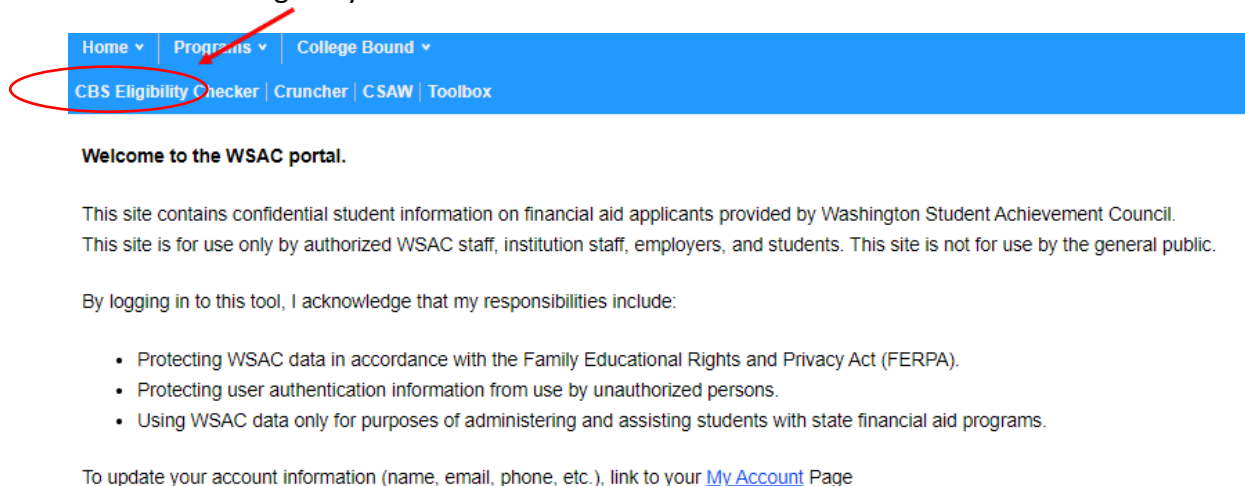 Home Programs College Bound
CBS Eligibility Checker | Cruncher | CSAW | Toolbox
Welcome to the WSAC portal.
This site contains confidential student information on financial aid applicants provided by Washington Student Achievement Council.
This site is for use only by authorized WSAC staff, institution staff, employers, and students. This site is not for use by the general public.
By logging in to this tool, I acknowledge that my responsibilities include:
• Protecting WSAC data in accordance with the Family Educational Rights and Privacy Act (FERPA).
• Protecting user authentication information from use by unauthorized persons.
• Using WSAC data only for purposes of administering and assisting students with state financial aid programs.
To update your account information (name, email, phone, etc.), link to your My Account Page